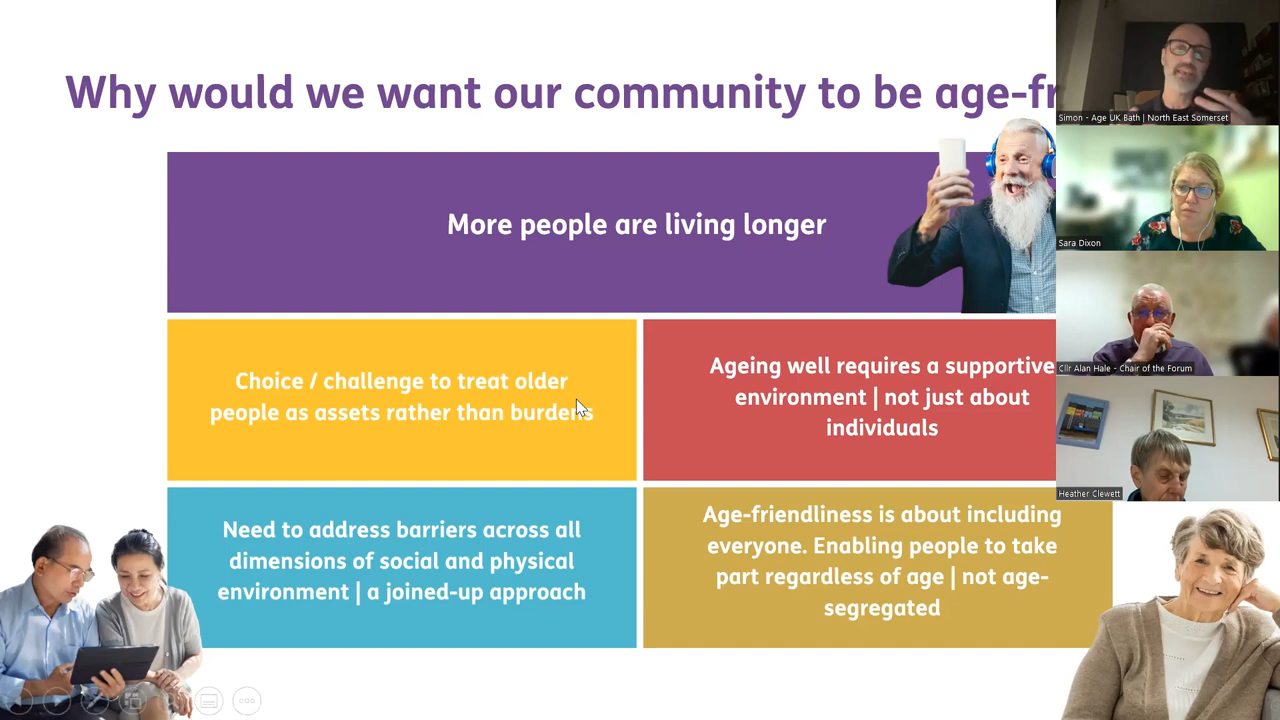 Why would we want our community to be age-fr
More people are living longer
Choice / challenge to treat older
people as assets rather than burdens
Ageing well requires a supportive
environment | not just about
individuals
Need to address barriers across all
dimensions of social and physical
environment | a joined-up approach
Age-friendliness is about including
everyone. Enabling people to take
part regardless of age | not age-
segregated
Simon - Age UK Bath | North East Somerset
Sara Dixon
Cllr Alan Hale - Chair of the Forum
Heather Clewett